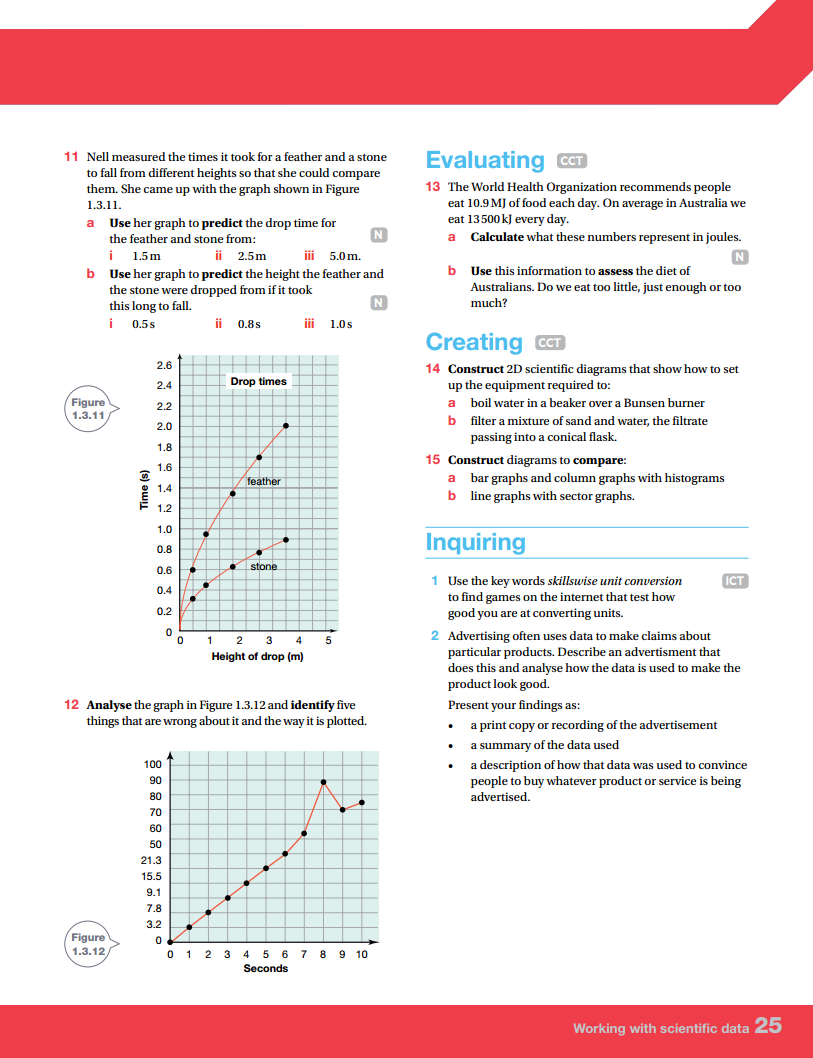 11 Nell measured the times it took for a feather and a stone
to fall from different heights so that she could compare
them. She came up with the graph shown in Figure
1.3.11.
a Use her graph to predict the drop time for
the feather and stone from: N
i 1.5 m ii 2.5 m iii 5.0 m.
b Use her graph to predict the height the feather and
the stone were dropped from if it took
this long to fall. N
i 0.5 s ii 0.8 s iii 1.0 s
Figure
1.3.11
Drop times
Time (s)
2.6
2.4
2.2
2.0
1.8
1.6
1.4
1.2
1.0
0.8
0.6
0.4
0.2
0
feather
stone
0 1 2 3 4 5
Height of drop (m)
12 Analyse the graph in Figure 1.3.12 and identify five
things that are wrong about it and the way it is plotted.
100
90
80
70
60
50
21.3
15.5
9.1
7.8
3.2
0
0 1 2 3 4 5 6 7 8 9 10
Seconds
Figure
1.3.12
Evaluating CCT
13 The World Health Organization recommends people
eat 10.9 MJ of food each day. On average in Australia we
eat 13 500 kJ every day.
a Calculate what these numbers represent in joules.
N
b Use this information to assess the diet of
Australians. Do we eat too little, just enough or too
much?
Creating CCT
14 Construct 2D scientific diagrams that show how to set
up the equipment required to:
a boil water in a beaker over a Bunsen burner
b filter a mixture of sand and water, the filtrate
passing into a conical flask.
15 Construct diagrams to compare:
a bar graphs and column graphs with histograms
b line graphs with sector graphs.
Inquiring
1 Use the key words skillswise unit conversion ICT
to find games on the internet that test how
good you are at converting units.
2 Advertising often uses data to make claims about
particular products. Describe an advertisment that
does this and analyse how the data is used to make the
product look good.
Present your findings as:
• a print copy or recording of the advertisement
• a summary of the data used
• a description of how that data was used to convince
people to buy whatever product or service is being
advertised.
Working with scientific data 25